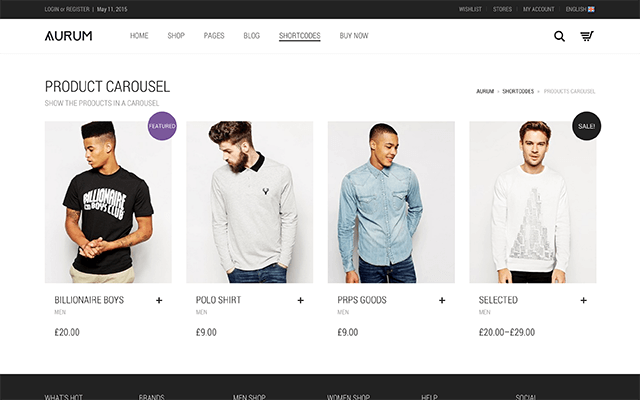 LOGIN or REGISTER | May 11, 2015
WISHLIST | STORES | MY ACCOUNT | ENGLISH
AURUM
HOME SHOP PAGES BLOG SHORTCODES BUY NOW
PRODUCT CAROUSEL
SHOW THE PRODUCTS IN A CAROUSEL
AURUM » SHORTCODES » PRODUCTS CAROUSEL
FEATURED
SALE!
BILLIONAIRE
BOYS CLUB
BILLIONAIRE BOYS +
MEN
£20.00
POLO SHIRT +
MEN
£9.00
PRPS GOODS +
MEN
£9.00
SELECTED +
MEN
£20.00–£29.00
WHAT'S HOT BRANDS MEN SHOP WOMEN SHOP HELP SOCIAL